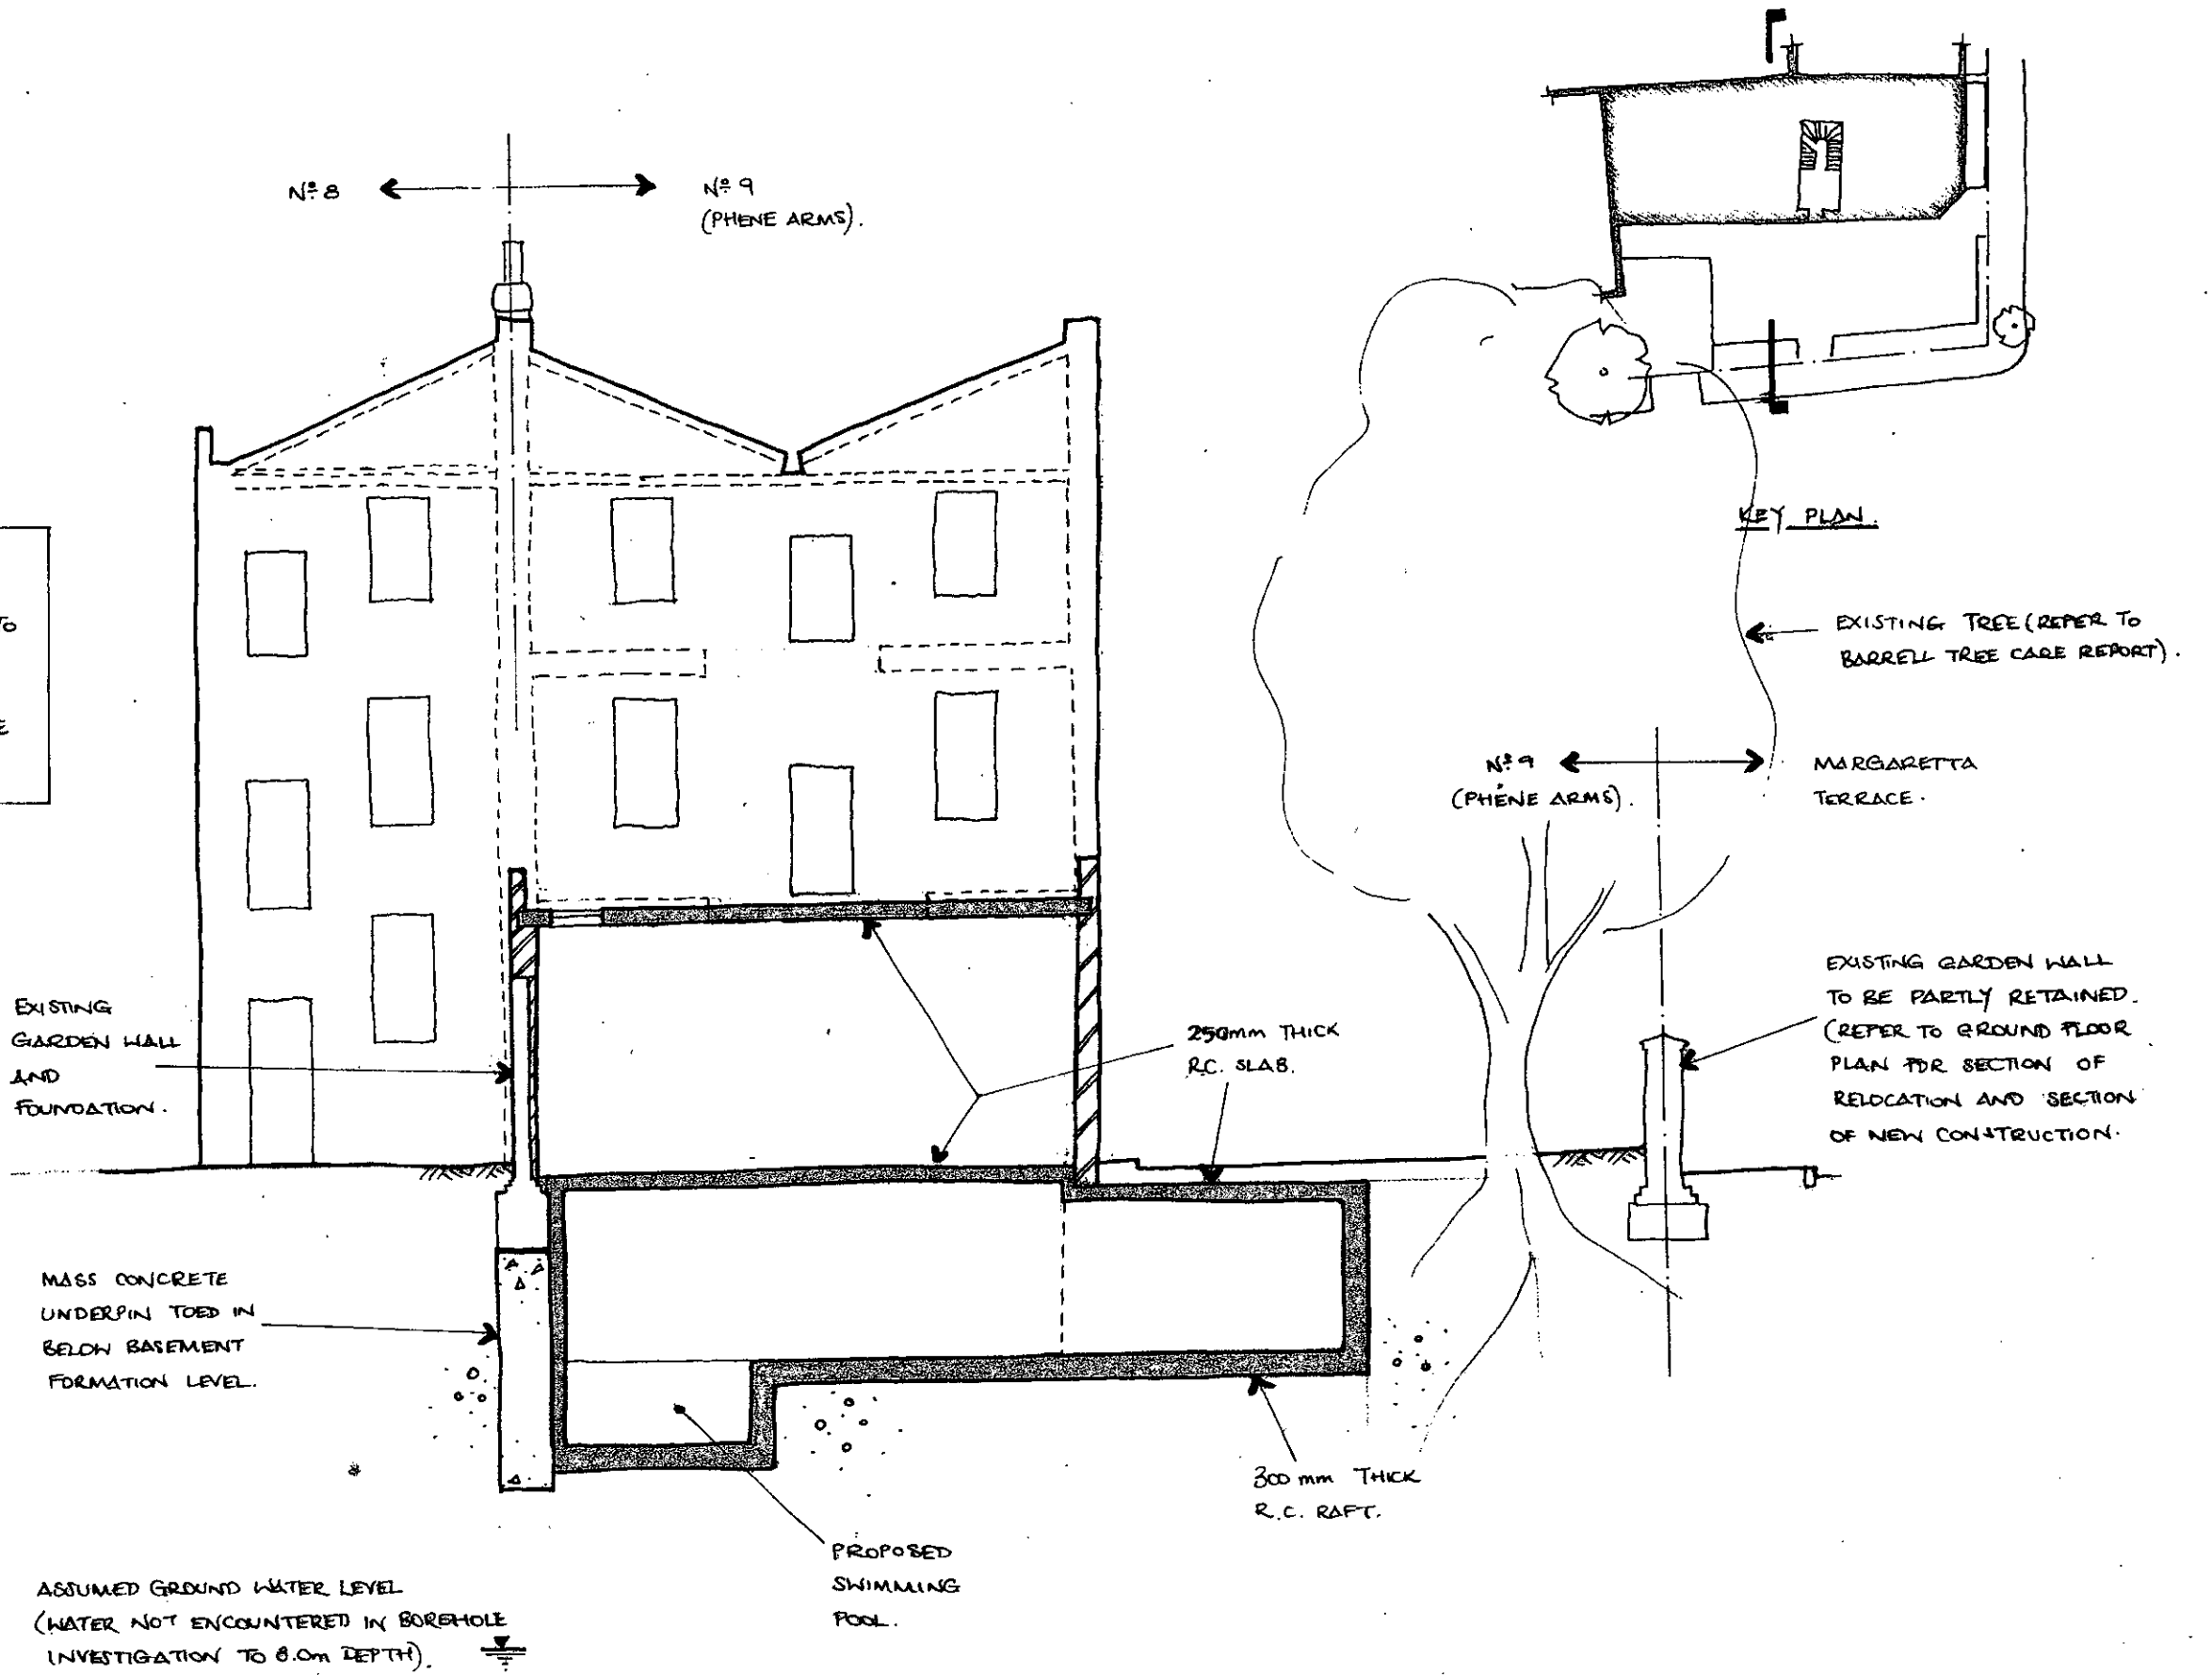 Nº 8
Nº 9
(PHENE ARMS).
KEY PLAN.
TO
E
EXISTING TREE (REFER TO
BARRELL TREE CARE REPORT).
Nº 9
(PHENE ARMS).
MARGARETTA
TERRACE.
EXISTING
GARDEN WALL
AND
FOUNDATION.
250mm THICK
R.C. SLAB.
EXISTING GARDEN WALL
TO BE PARTLY RETAINED.
(REFER TO GROUND FLOOR
PLAN FOR SECTION OF
RELOCATION AND SECTION
OF NEW CONSTRUCTION.
MASS CONCRETE
UNDERPIN TOED IN
BELOW BASEMENT
FORMATION LEVEL.
300 mm THICK
R.C. RAFT.
PROPOSED
SWIMMING
POOL.
ASSUMED GROUND WATER LEVEL
(WATER NOT ENCOUNTERED IN BOREHOLE
INVESTIGATION TO 8.0m DEPTH).